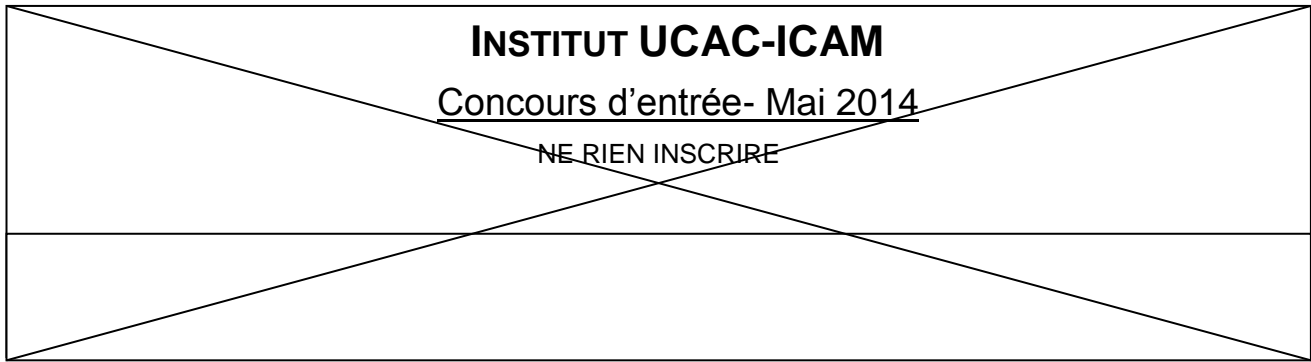 INSTITUT UCAC-ICAM
Concours d'entrée- Mai 2014
NE RIEN INSCRIRE